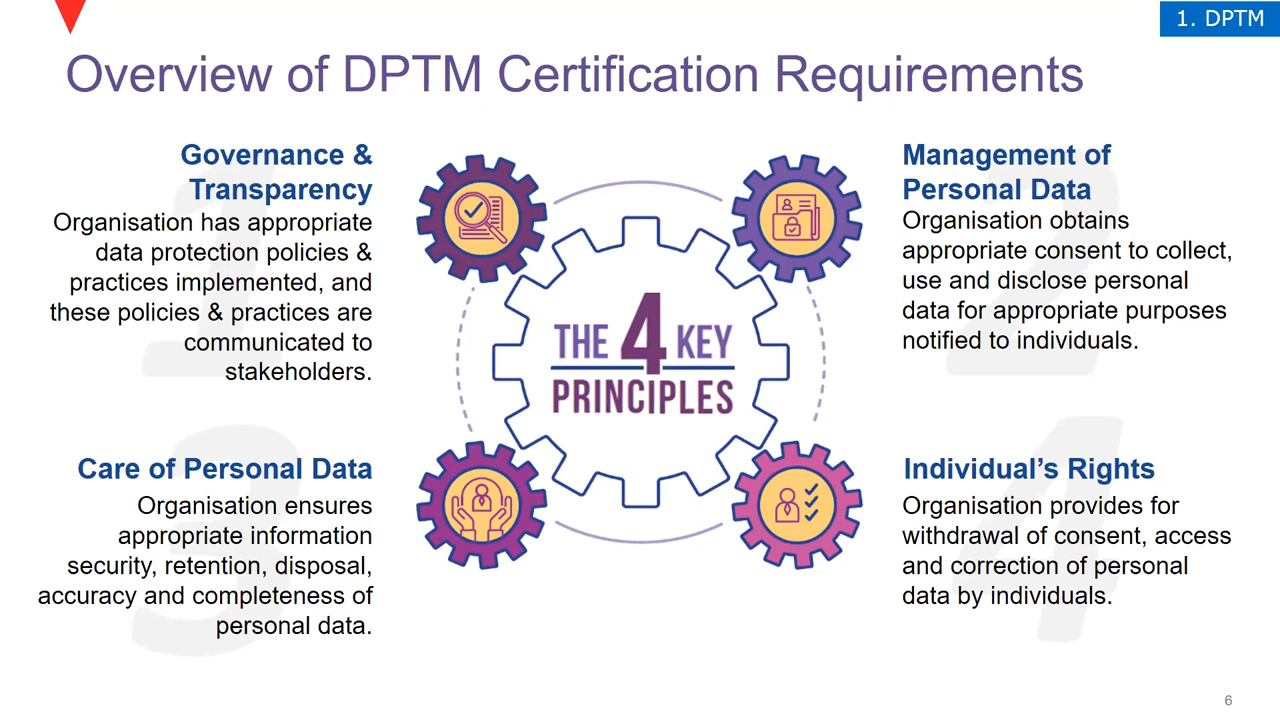 1. DPTM
Overview of DPTM Certification Requirements
1
Governance &
Transparency
Organisation has appropriate
data protection policies &
practices implemented, and
these policies & practices are
communicated to
stakeholders.
2
Management of
Personal Data
Organisation obtains
appropriate consent to collect,
use and disclose personal
data for appropriate purposes
notified to individuals.
THE 4 KEY
PRINCIPLES
3
Care of Personal Data
Organisation ensures
appropriate information
security, retention, disposal,
accuracy and completeness of
personal data.
4
Individual’s Rights
Organisation provides for
withdrawal of consent, access
and correction of personal
data by individuals.
6